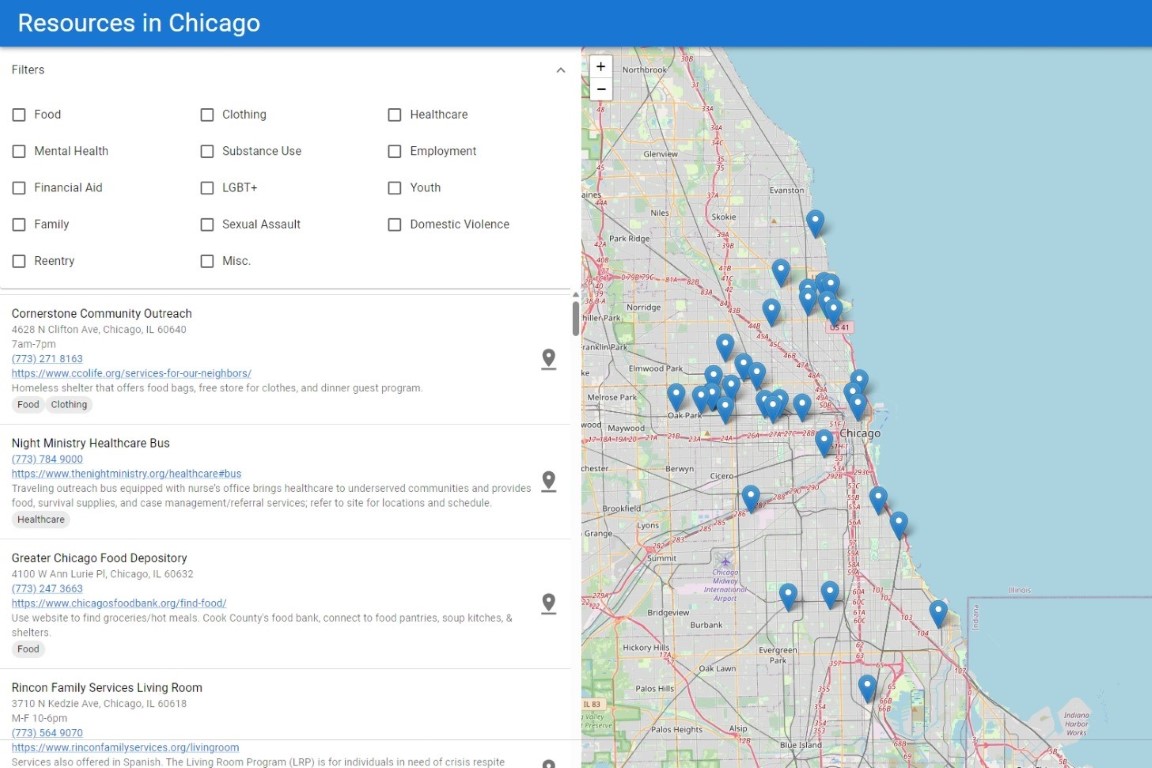 Resources in Chicago
Filters
Food
Clothing
Healthcare
Mental Health
Substance Use
Employment
Financial Aid
LGBT+
Youth
Family
Sexual Assault
Domestic Violence
Reentry
Misc.
Cornerstone Community Outreach
4628 N Clifton Ave, Chicago, IL 60640
7am-7pm
(773) 271 8163
https://www.ccolife.org/services-for-our-neighbors/
Homeless shelter that offers food bags, free store for clothes, and dinner guest program.
Food Clothing
Night Ministry Healthcare Bus
(773) 784 9000
https://www.thenightministry.org/healthcare#bus
Traveling outreach bus equipped with nurse's office brings healthcare to underserved communities and provides
food, survival supplies, and case management/referral services; refer to site for locations and schedule.
Healthcare
Greater Chicago Food Depository
4100 W Ann Lurie Pl, Chicago, IL 60632
(773) 247 3663
https://www.chicagosfoodbank.org/find-food/
Use website to find groceries/hot meals. Cook County's food bank, connect to food pantries, soup kitchens, &
shelters.
Food
Rincon Family Services Living Room
3710 N Kedzie Ave, Chicago, IL 60618
M-F 10-6pm
(773) 564 9070
https://www.rinconfamilyservices.org/livingroom
Services also offered in Spanish. The Living Room Program (LRP) is for individuals in need of crisis respite
+
−
Northbrook
Glenview
Evanston
Niles
Skokie
Park Ridge
Norridge
US 41
Elmwood Park
Melrose Park
Oak Park
Maywood
Chicago
Berwyn
Cicero
Brookfield
Lyons
Summit
Chicago
Midway
International
Airport
Illinois
Indiana
Bridgeview
Burbank
Hickory Hills
Evergreen
Park
Oak Lawn
Palos Hills
IL 83
Palos Heights
Alsip
Blue Island
Indiana
Harbor
Works